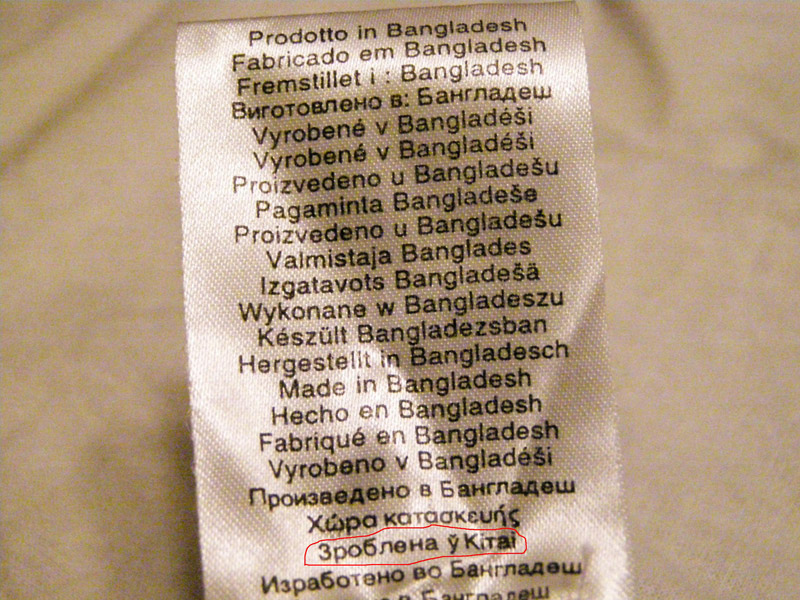 Prodotto in Bangladesh
Fabricado em Bangladesh
Fremstillet i : Bangladesh
Виготовлено в: Бангладеш
Vyrobené v Bangladéši
Vyrobené v Bangladéši
Proizvedeno u Bangladešu
Pagaminta Bangladeše
Proizvedeno u Bangladešu
Valmistaja Banglades
Izgatavots Bangladešä
Wykonane w Bangladeszu
Készült Bangladezsban
Hergestellt in Bangladesch
Made in Bangladesh
Hecho en Bangladesh
Fabriqué en Bangladesh
Vyrobeno v Bangladéši
Произведено в Бангладеш
Χώρα κατασκευής
Зроблена ў Кітаі
Изработено во Бангладеш
Бангладеш